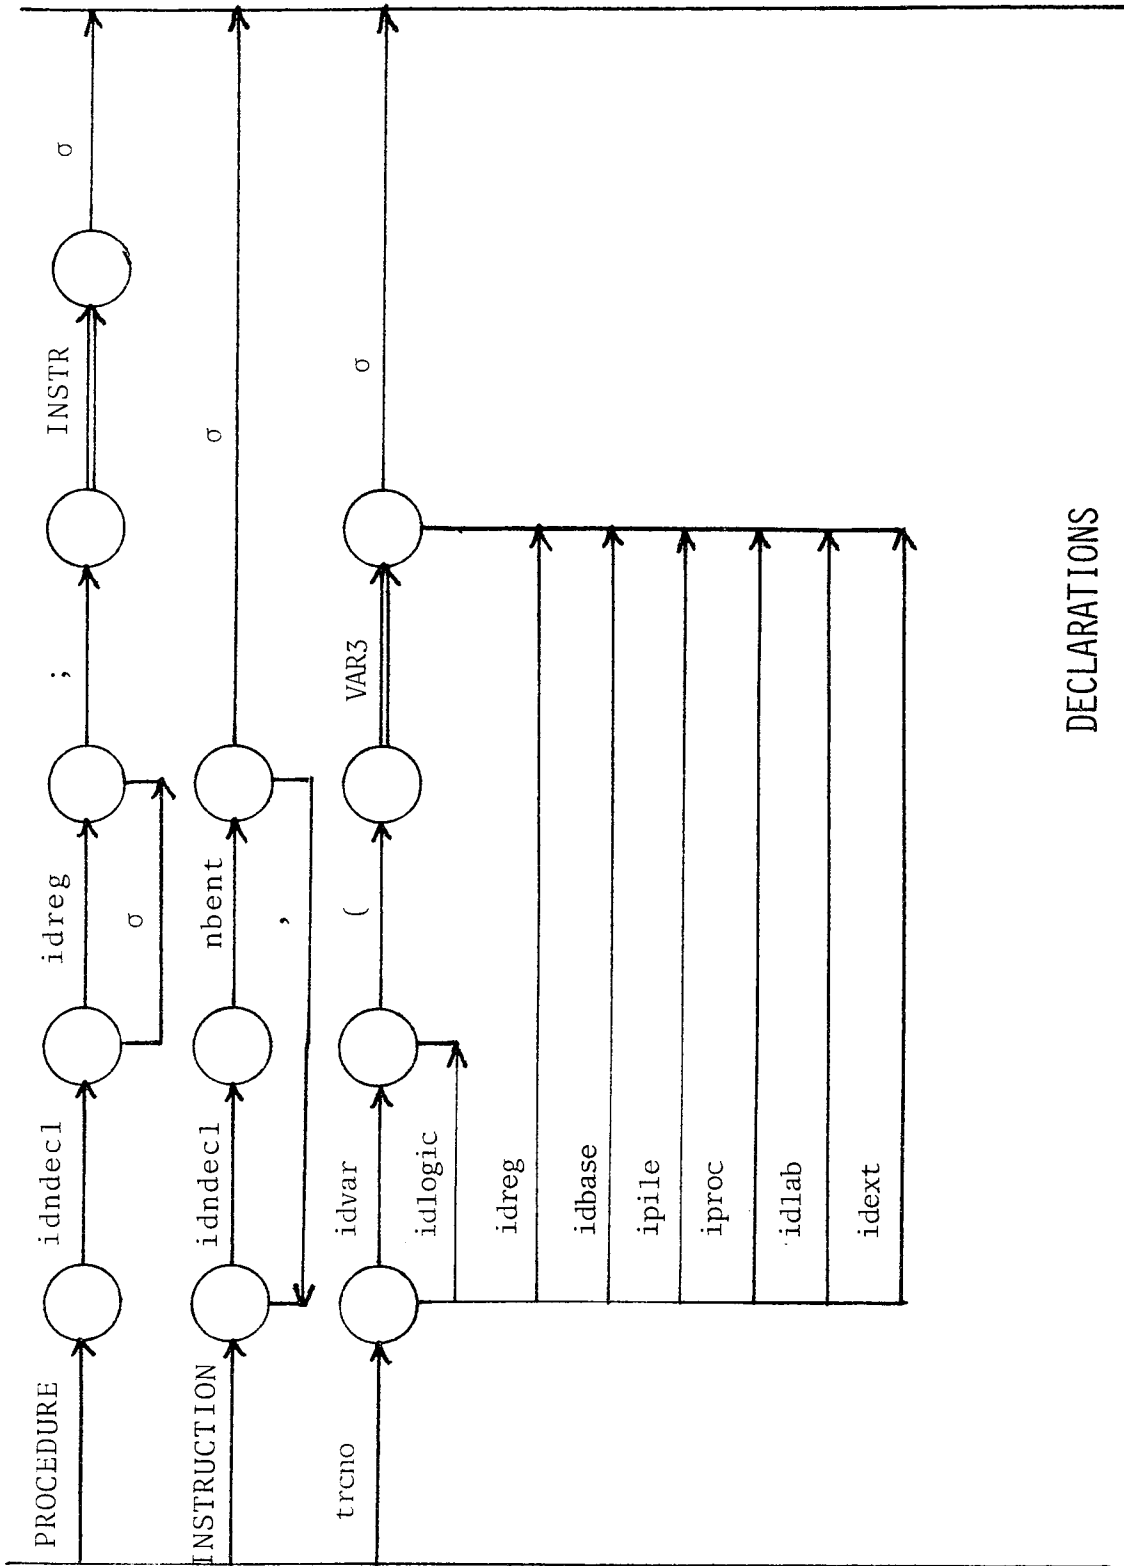 PROCEDURE
idndecl
idreg
σ
;
INSTR
σ
INSTRUCTION
idndecl
nbent
,
σ
trcno
idvar
idlogic
(
VAR3
σ
idreg
idbase
ipile
iproc
idlab
idext
DECLARATIONS